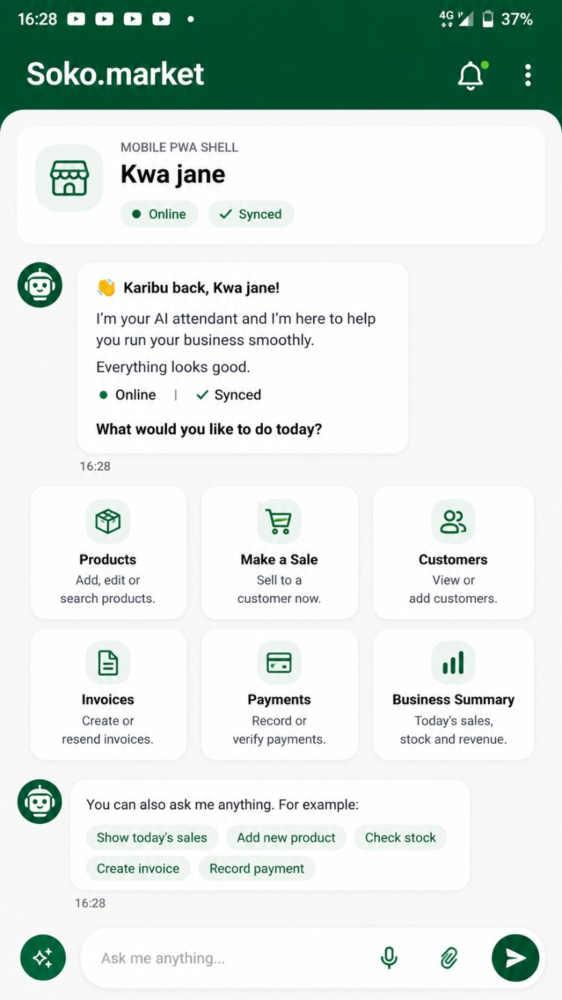 16:28
4G
37%
Soko.market
MOBILE PWA SHELL
Kwa jane
Online
Synced
👋 Karibu back, Kwa jane!
I'm your AI attendant and I'm here to help
you run your business smoothly.
Everything looks good.
Online | Synced
What would you like to do today?
16:28
Products
Add, edit or
search products.
Make a Sale
Sell to a
customer now.
Customers
View or
add customers.
Invoices
Create or
resend invoices.
Payments
Record or
verify payments.
Business Summary
Today's sales,
stock and revenue.
You can also ask me anything. For example:
Show today's sales
Add new product
Check stock
Create invoice
Record payment
16:28
Ask me anything...